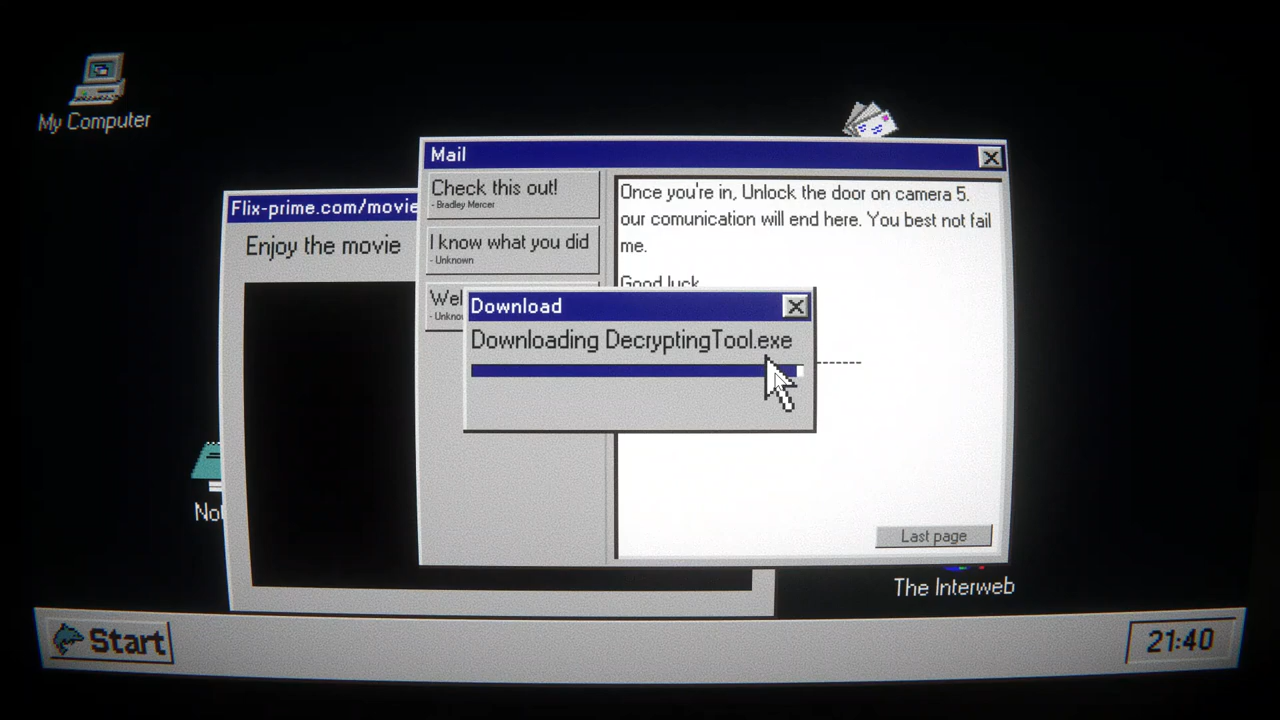 My Computer
Mail
Check this out!
- Bradley Mercer
I know what you did
- Unknown
Once you're in, Unlock the door on camera 5.
our comunication will end here. You best not fail
me.
Good luck
Flix-prime.com/movie
Enjoy the movie
Download
Downloading DecryptingTool.exe
--------
Last page
The Interweb
Start
21:40